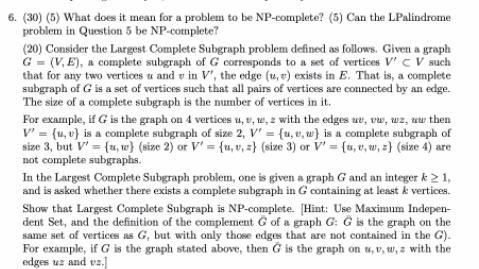 6. (30) (5) What does it mean for a problem to be NP-complete? (5) Can the LPalindrome
problem in Question 5 be NP-complete?
(20) Consider the Largest Complete Subgraph problem defined as follows. Given a graph
G = (V, E), a complete subgraph of G corresponds to a set of vertices V′ ⊂ V such
that for any two vertices u and v in V′, the edge (u, v) exists in E. That is, a complete
subgraph of G is a set of vertices such that all pairs of vertices are connected by an edge.
The size of a complete subgraph is the number of vertices in it.
For example, if G is the graph on 4 vertices u, v, w, z with the edges uv, vw, wz, uw then
V′ = {u, v} is a complete subgraph of size 2, V′ = {u, v, w} is a complete subgraph of
size 3, but V′ = {u, w} (size 2) or V′ = {u, v, z} (size 3) or V′ = {u, v, w, z} (size 4) are
not complete subgraphs.
In the Largest Complete Subgraph problem, one is given a graph G and an integer k ≥ 1,
and is asked whether there exists a complete subgraph in G containing at least k vertices.
Show that Largest Complete Subgraph is NP-complete. [Hint: Use Maximum Indepen-
dent Set, and the definition of the complement Ḡ of a graph G: Ḡ is the graph on the
same set of vertices as G, but with only those edges that are not contained in the G).
For example, if G is the graph stated above, then Ḡ is the graph on u, v, w, z with the
edges uz and vz.]